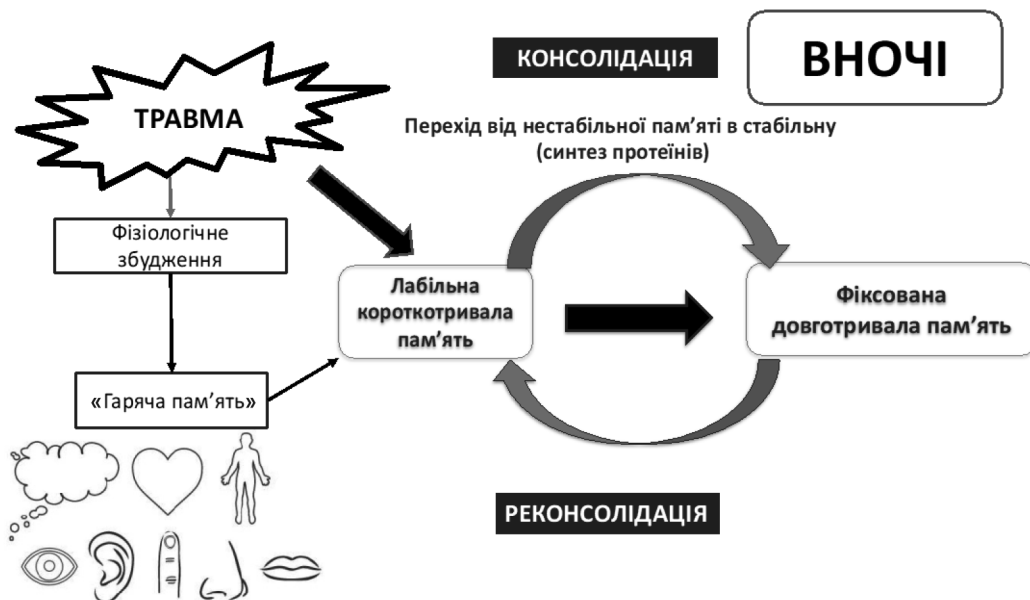 КОНСОЛІДАЦІЯ
ВНОЧІ
ТРАВМА
Перехід від нестабільної пам’яті в стабільну
(синтез протеїнів)
Фізіологічне
збудження
Лабільна
короткотривала
пам’ять
Фіксована
довготривала пам’ять
«Гаряча пам’ять»
РЕКОНСОЛІДАЦІЯ